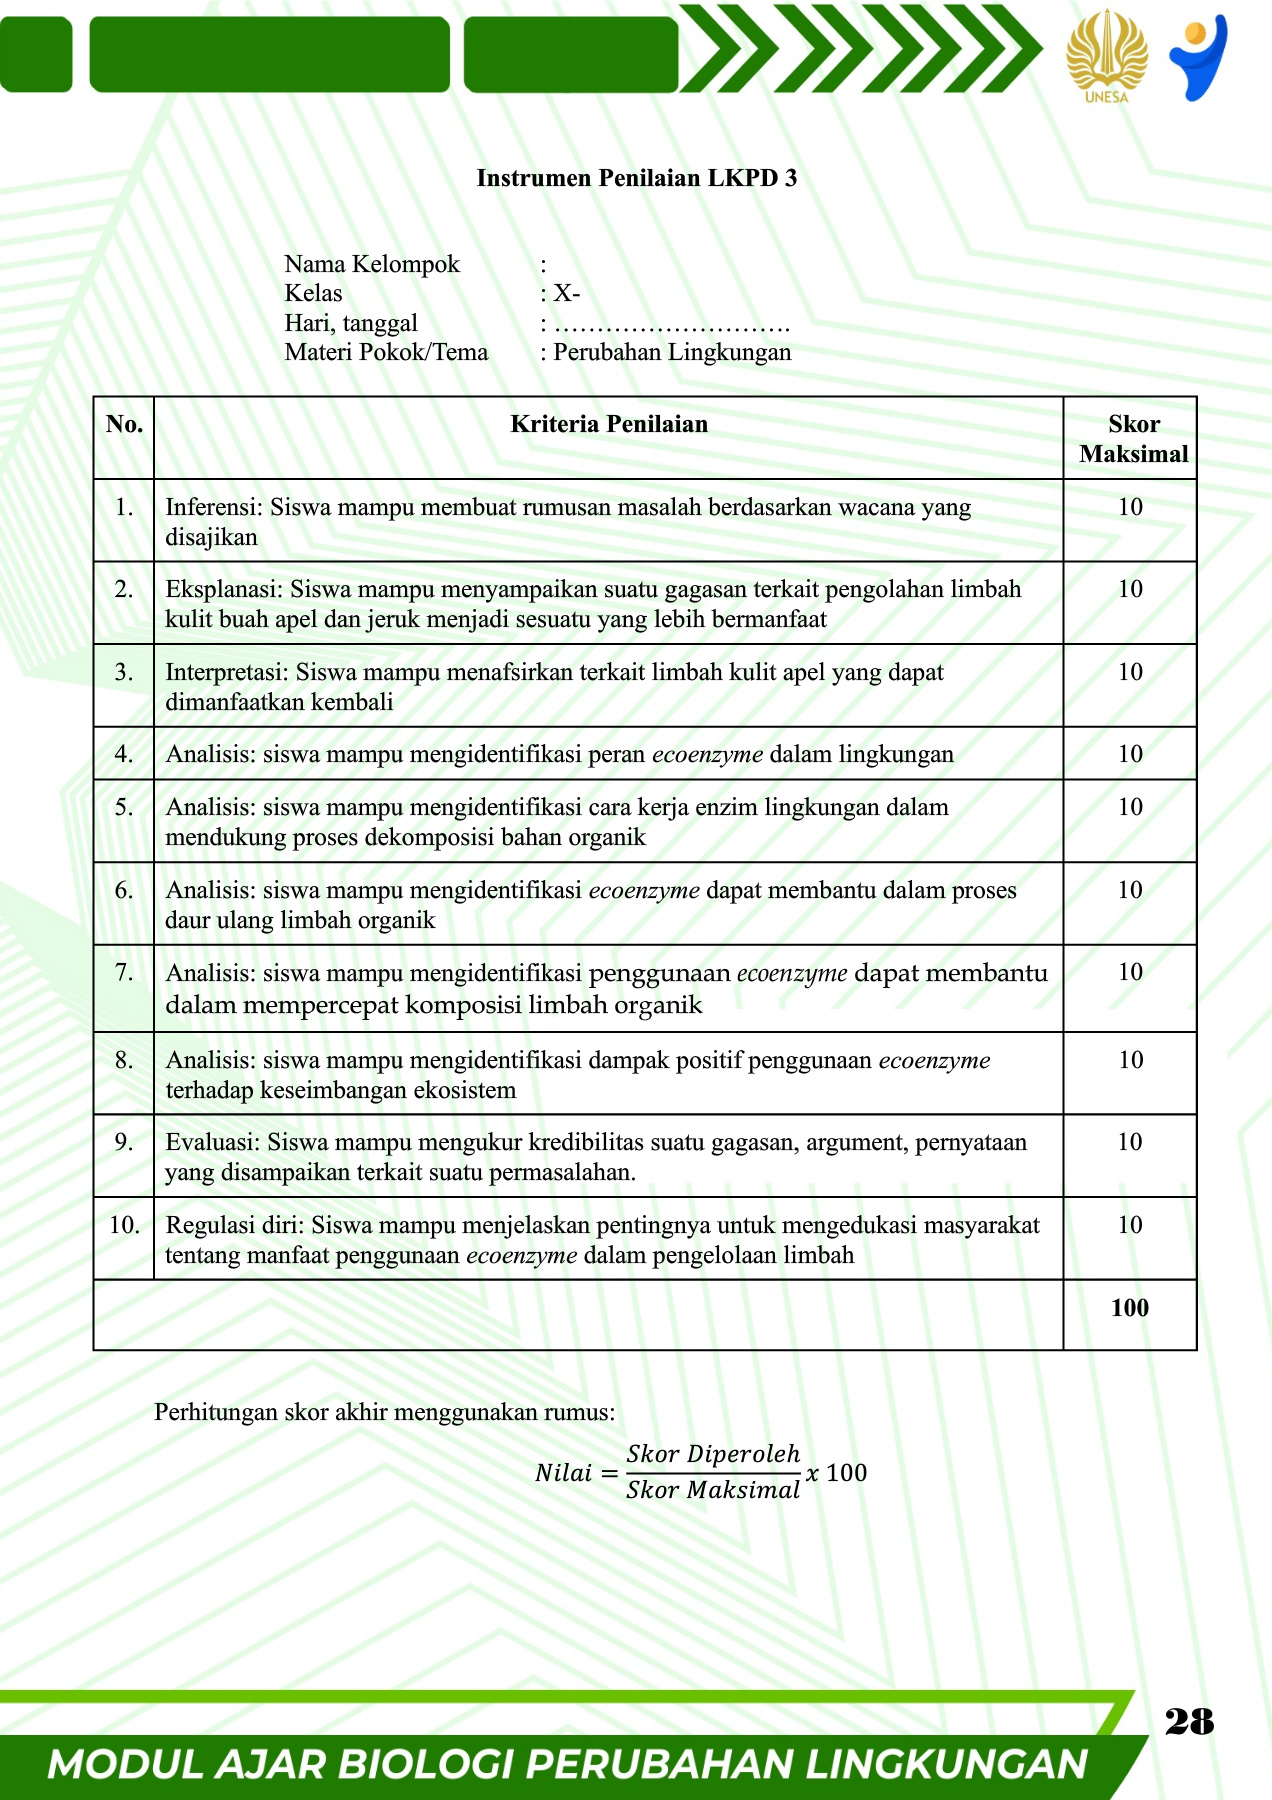 UNESA
Instrumen Penilaian LKPD 3
Nama Kelompok :
Kelas : X-
Hari, tanggal : ……………………….
Materi Pokok/Tema : Perubahan Lingkungan
No. Kriteria Penilaian Skor
Maksimal
1. Inferensi: Siswa mampu membuat rumusan masalah berdasarkan wacana yang 10
disajikan
2. Eksplanasi: Siswa mampu menyampaikan suatu gagasan terkait pengolahan limbah 10
kulit buah apel dan jeruk menjadi sesuatu yang lebih bermanfaat
3. Interpretasi: Siswa mampu menafsirkan terkait limbah kulit apel yang dapat 10
dimanfaatkan kembali
4. Analisis: siswa mampu mengidentifikasi peran ecoenzyme dalam lingkungan 10
5. Analisis: siswa mampu mengidentifikasi cara kerja enzim lingkungan dalam 10
mendukung proses dekomposisi bahan organik
6. Analisis: siswa mampu mengidentifikasi ecoenzyme dapat membantu dalam proses 10
daur ulang limbah organik
7. Analisis: siswa mampu mengidentifikasi penggunaan ecoenzyme dapat membantu 10
dalam mempercepat komposisi limbah organik
8. Analisis: siswa mampu mengidentifikasi dampak positif penggunaan ecoenzyme 10
terhadap keseimbangan ekosistem
9. Evaluasi: Siswa mampu mengukur kredibilitas suatu gagasan, argument, pernyataan 10
yang disampaikan terkait suatu permasalahan.
10. Regulasi diri: Siswa mampu menjelaskan pentingnya untuk mengedukasi masyarakat 10
tentang manfaat penggunaan ecoenzyme dalam pengelolaan limbah
100
Perhitungan skor akhir menggunakan rumus:
Skor Diperoleh
Nilai = x 100
Skor Maksimal
28
MODUL AJAR BIOLOGI PERUBAHAN LINGKUNGAN